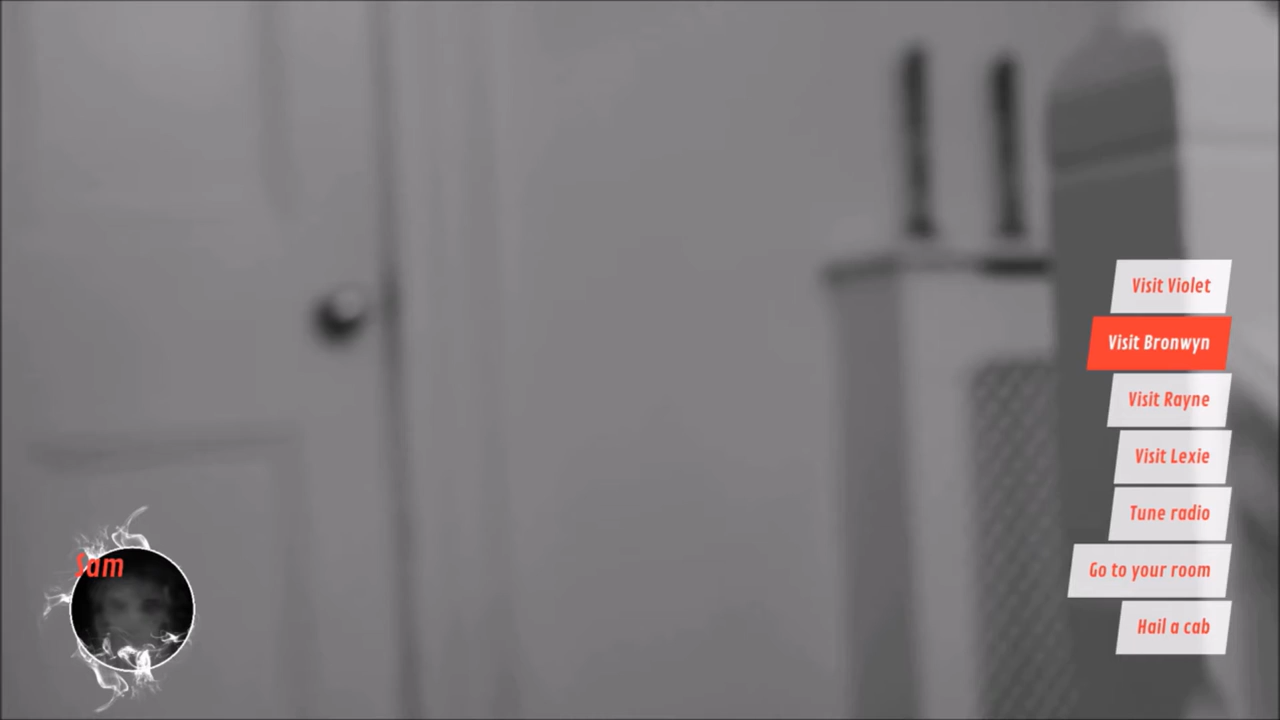 Visit Violet
Visit Bronwyn
Visit Rayne
Visit Lexie
Tune radio
Go to your room
Hail a cab
Sam